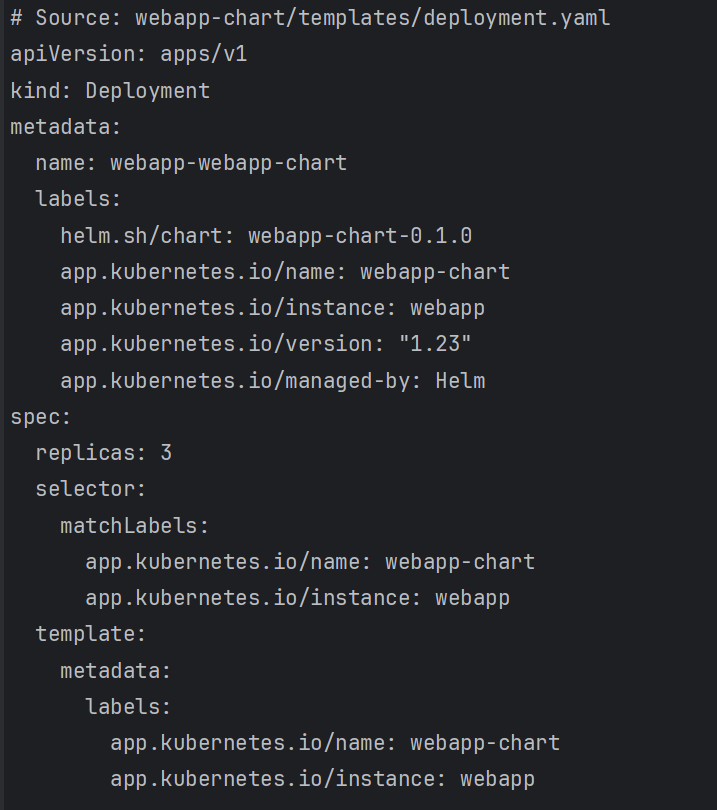 # Source: webapp-chart/templates/deployment.yaml
apiVersion: apps/v1
kind: Deployment
metadata:
  name: webapp-webapp-chart
  labels:
    helm.sh/chart: webapp-chart-0.1.0
    app.kubernetes.io/name: webapp-chart
    app.kubernetes.io/instance: webapp
    app.kubernetes.io/version: "1.23"
    app.kubernetes.io/managed-by: Helm
spec:
  replicas: 3
  selector:
    matchLabels:
      app.kubernetes.io/name: webapp-chart
      app.kubernetes.io/instance: webapp
  template:
    metadata:
      labels:
        app.kubernetes.io/name: webapp-chart
        app.kubernetes.io/instance: webapp